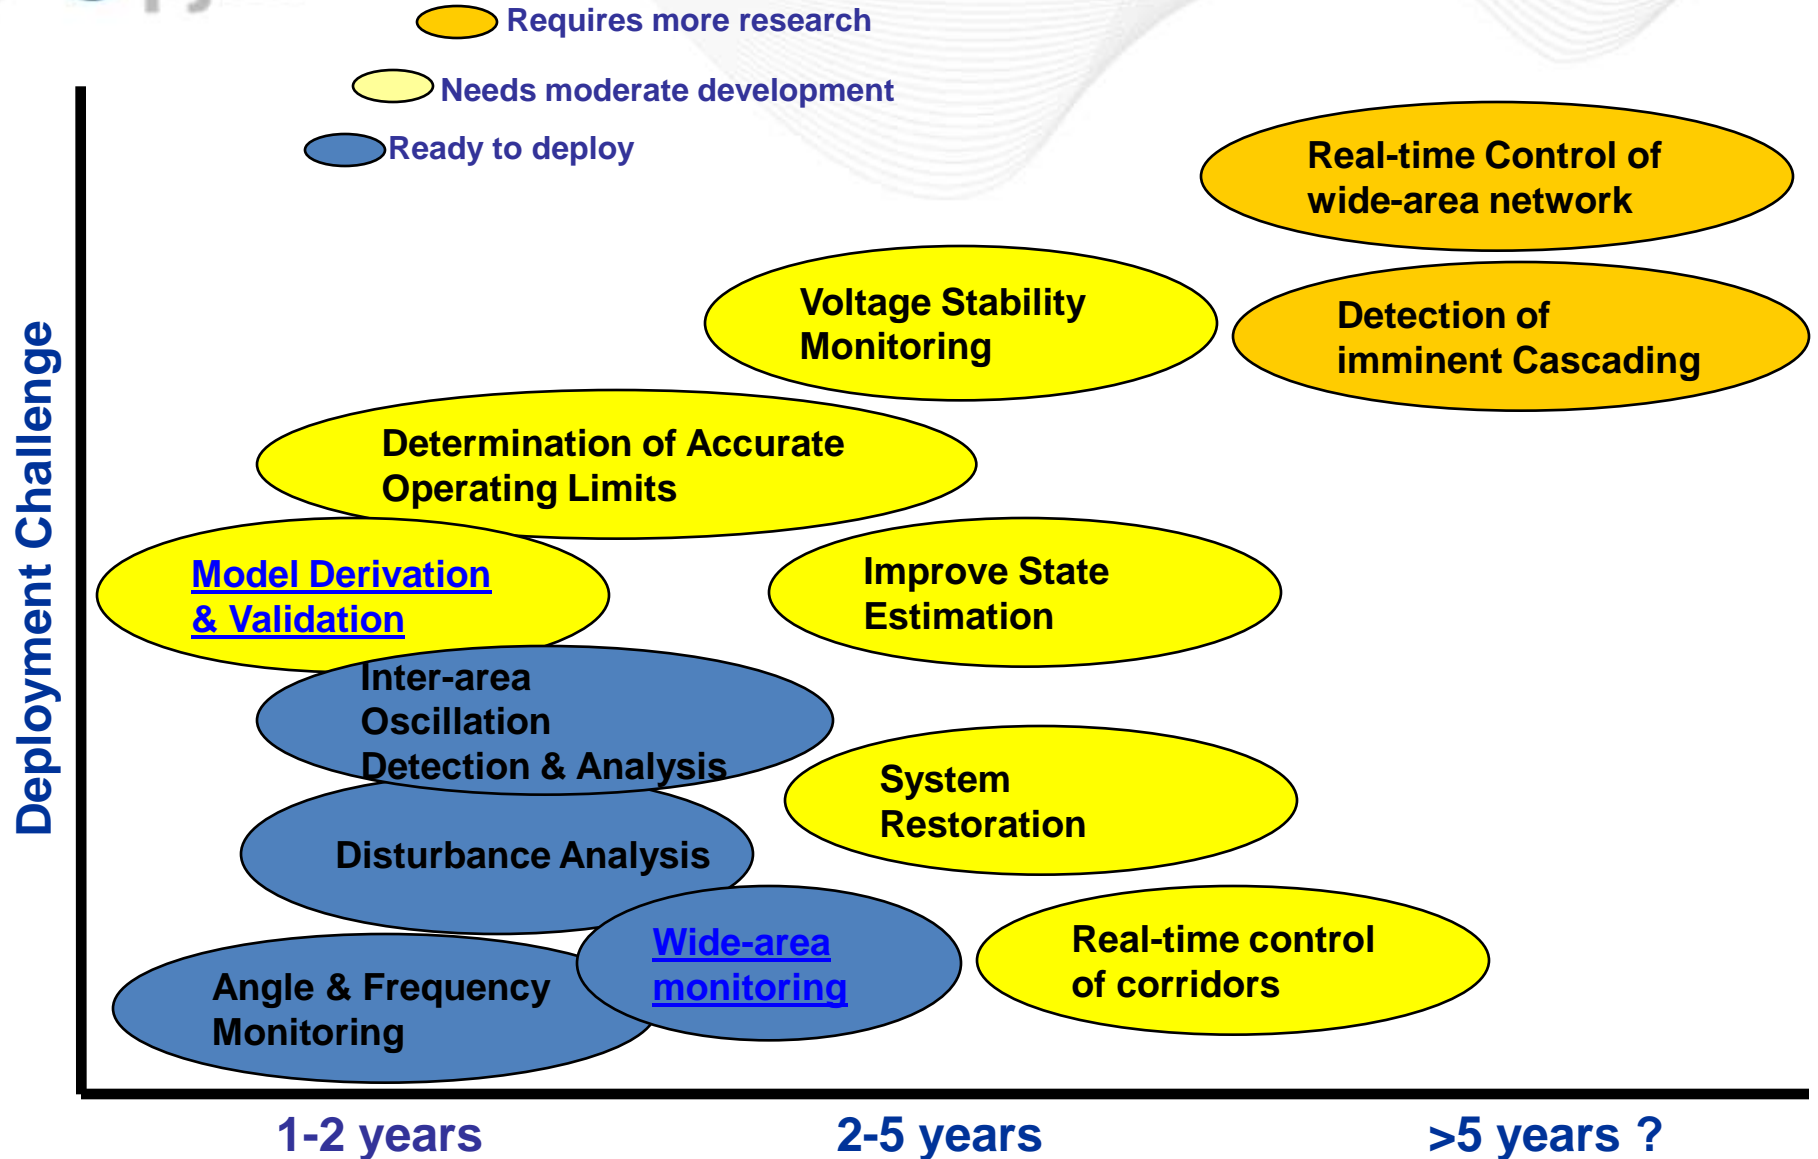 Requires more research
Needs moderate development
Ready to deploy
Real-time Control of
wide-area network
Voltage Stability
Monitoring
Detection of
imminent Cascading
Determination of Accurate
Operating Limits
Model Derivation
& Validation
Improve State
Estimation
Inter-area
Oscillation
Detection & Analysis
System
Restoration
Disturbance Analysis
Wide-area
monitoring
Real-time control
of corridors
Angle & Frequency
Monitoring
Deployment Challenge
1-2 years
2-5 years
>5 years ?